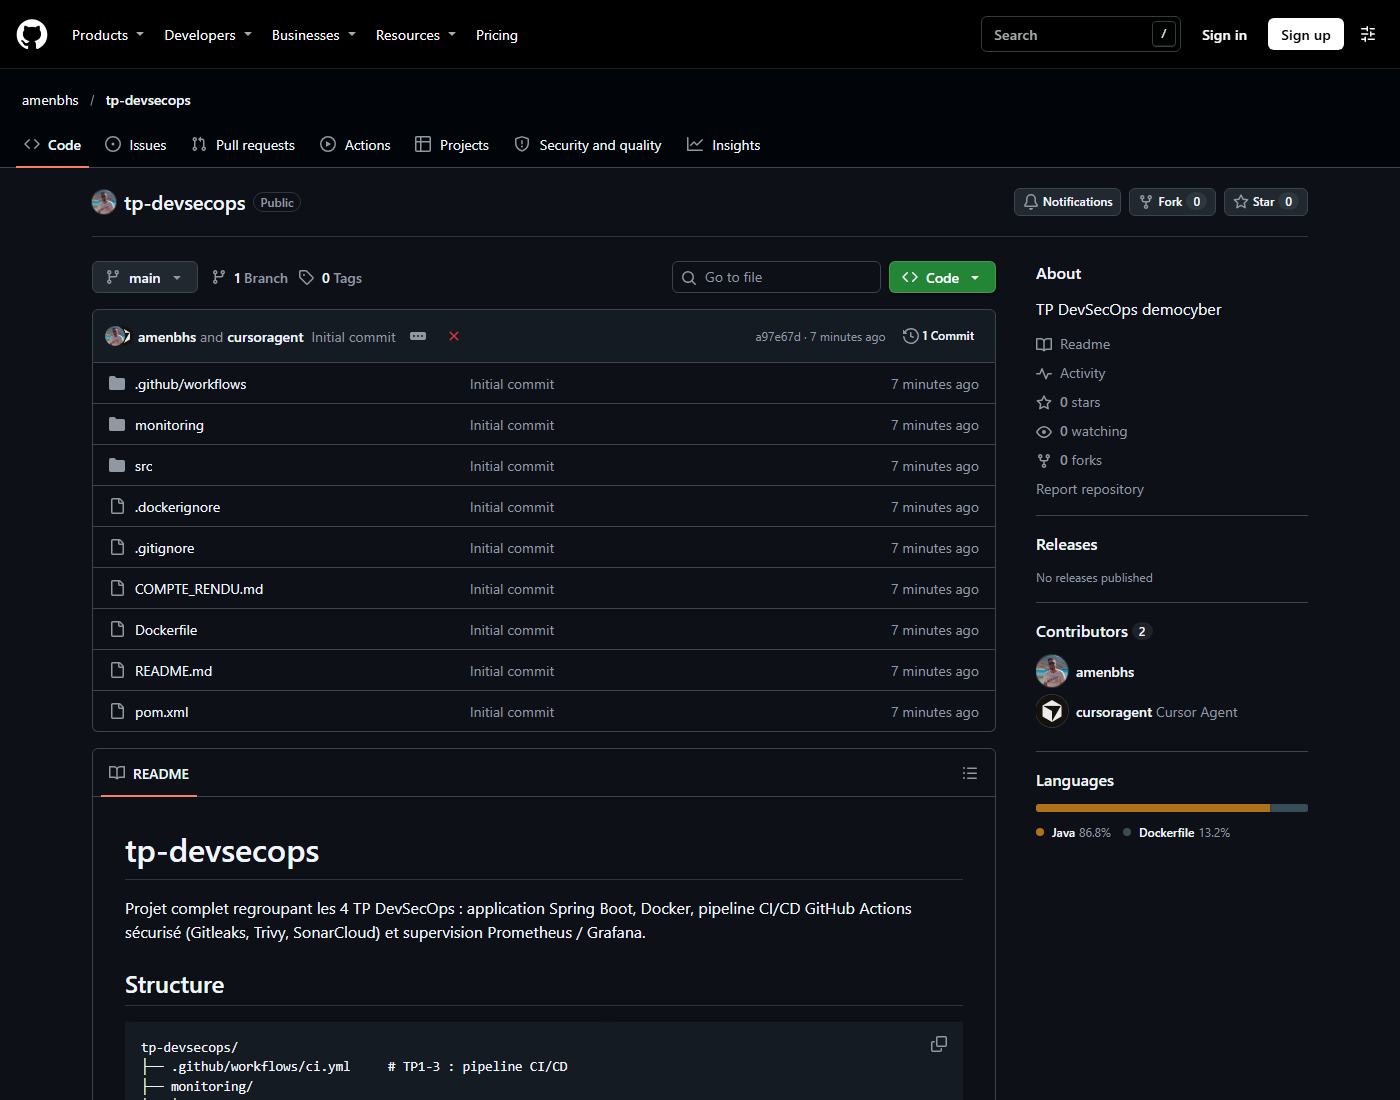 Products Developers Businesses Resources Pricing Search / Sign in Sign up
amenbhs / tp-devsecops
Code Issues Pull requests Actions Projects Security and quality Insights
tp-devsecops Public Notifications Fork 0 Star 0
main 1 Branch 0 Tags Go to file Code
amenbhs and cursoragent Initial commit a97e67d · 7 minutes ago 1 Commit
.github/workflows Initial commit 7 minutes ago
monitoring Initial commit 7 minutes ago
src Initial commit 7 minutes ago
.dockerignore Initial commit 7 minutes ago
.gitignore Initial commit 7 minutes ago
COMPTE_RENDU.md Initial commit 7 minutes ago
Dockerfile Initial commit 7 minutes ago
README.md Initial commit 7 minutes ago
pom.xml Initial commit 7 minutes ago
README
tp-devsecops
Projet complet regroupant les 4 TP DevSecOps : application Spring Boot, Docker, pipeline CI/CD GitHub Actions
sécurisé (Gitleaks, Trivy, SonarCloud) et supervision Prometheus / Grafana.
Structure
tp-devsecops/
├── .github/workflows/ci.yml     # TP1-3 : pipeline CI/CD
├── monitoring/
About
TP DevSecOps democyber
Readme
Activity
0 stars
0 watching
0 forks
Report repository
Releases
No releases published
Contributors 2
amenbhs
cursoragent Cursor Agent
Languages
Java 86.8% Dockerfile 13.2%